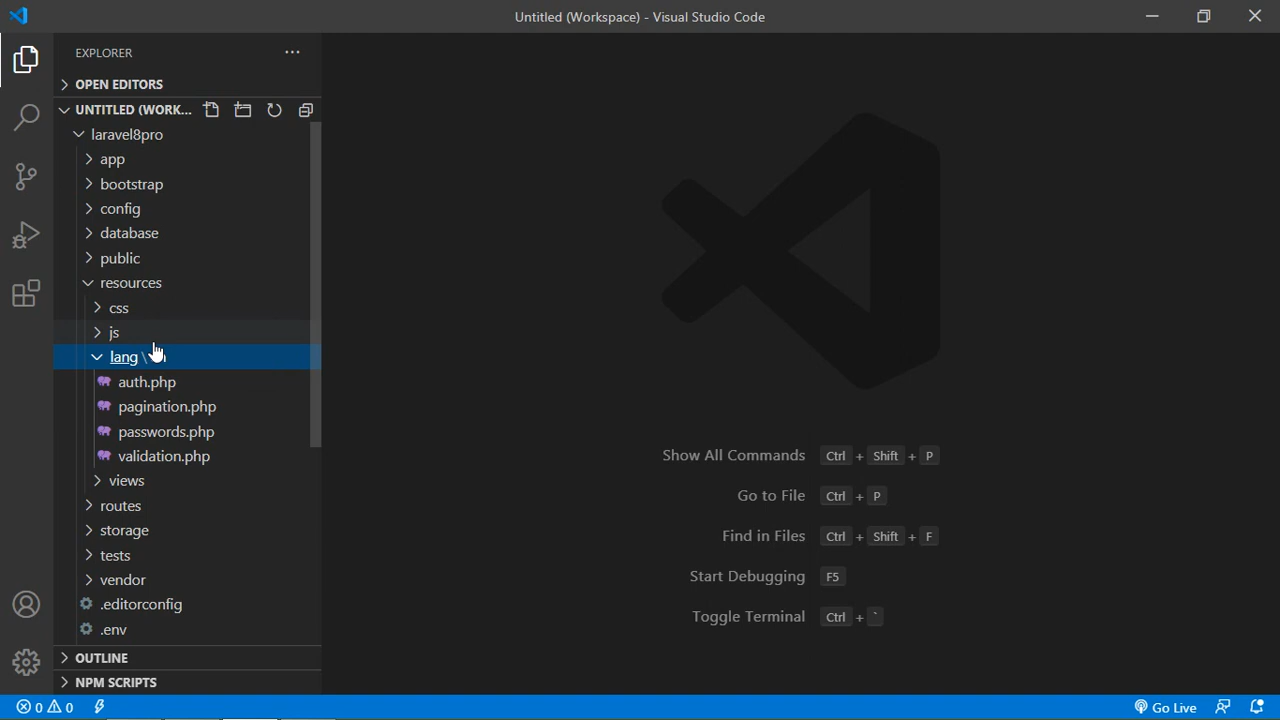 Untitled (Workspace) - Visual Studio Code
EXPLORER
OPEN EDITORS
UNTITLED (WORK...
laravel8pro
app
bootstrap
config
database
public
resources
css
js
lang \
auth.php
pagination.php
passwords.php
validation.php
views
routes
storage
tests
vendor
.editorconfig
.env
OUTLINE
NPM SCRIPTS
Show All Commands Ctrl + Shift + P
Go to File Ctrl + P
Find in Files Ctrl + Shift + F
Start Debugging F5
Toggle Terminal Ctrl + `
0 0
Go Live